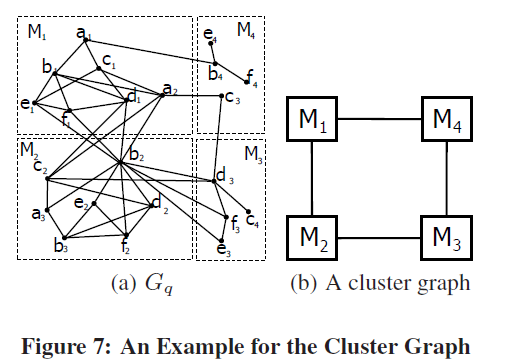 M₁
a₁
b₁
c₁
e₁
f₁
d₁
a₂
e₄
M₄
b₄
f₄
c₃
M₂
c₂
b₂
a₃
e₂
d₂
b₃
f₂
M₃
d₃
f₃
c₄
e₃
(a) Gq
M₁
M₄
M₂
M₃
(b) A cluster graph
Figure 7: An Example for the Cluster Graph